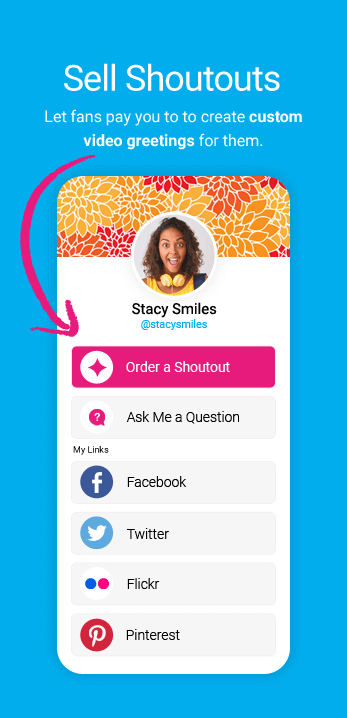 Sell Shoutouts
Let fans pay you to to create custom
video greetings for them.
Stacy Smiles
@stacysmiles
Order a Shoutout
?
Ask Me a Question
My Links
Facebook
Twitter
Flickr
Pinterest